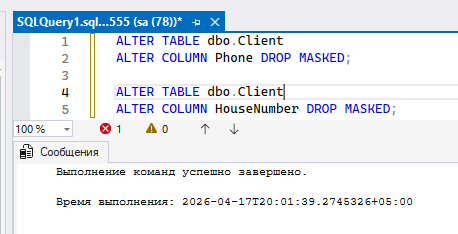 SQLQuery1.sql...555 (sa (78))*
1 ALTER TABLE dbo.Client
2 ALTER COLUMN Phone DROP MASKED;
3
4 ALTER TABLE dbo.Client
5 ALTER COLUMN HouseNumber DROP MASKED;
100 % 1 0
Сообщения
Выполнение команд успешно завершено.
Время выполнения: 2026-04-17T20:01:39.2745326+05:00